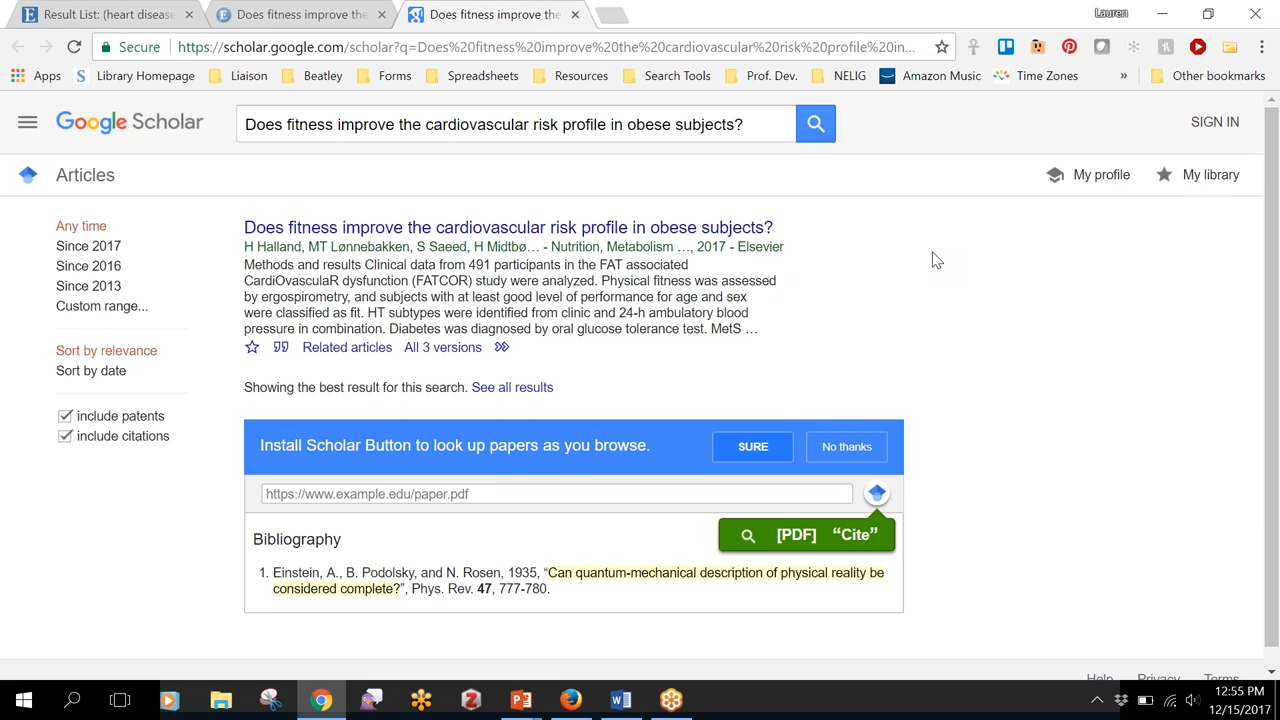 Result List: (heart disease
Does fitness improve the
Does fitness improve the
Lauren
Secure
https://scholar.google.com/scholar?q=Does%20fitness%20improve%20the%20cardiovascular%20risk%20profile%20in...
Apps
Library Homepage
Liaison
Beatley
Forms
Spreadsheets
Resources
Search Tools
Prof. Dev.
NELIG
Amazon Music
Time Zones
»
Other bookmarks
Google Scholar
Does fitness improve the cardiovascular risk profile in obese subjects?
SIGN IN
Articles
My profile
My library
Any time
Since 2017
Since 2016
Since 2013
Custom range...
Sort by relevance
Sort by date
include patents
include citations
Does fitness improve the cardiovascular risk profile in obese subjects?
H Halland, MT Lønnebakken, S Saeed, H Midtbø… - Nutrition, Metabolism …, 2017 - Elsevier
Methods and results Clinical data from 491 participants in the FAT associated
CardiOvasculaR dysfunction (FATCOR) study were analyzed. Physical fitness was assessed
by ergospirometry, and subjects with at least good level of performance for age and sex
were classified as fit. HT subtypes were identified from clinic and 24-h ambulatory blood
pressure in combination. Diabetes was diagnosed by oral glucose tolerance test. MetS …
Related articles
All 3 versions
Showing the best result for this search. See all results
Install Scholar Button to look up papers as you browse.
SURE
No thanks
https://www.example.edu/paper.pdf
[PDF]
“Cite”
Bibliography
1. Einstein, A., B. Podolsky, and N. Rosen, 1935, “Can quantum-mechanical description of physical reality be
considered complete?”, Phys. Rev. 47, 777-780.
Help
Privacy
Terms
12:55 PM
12/15/2017